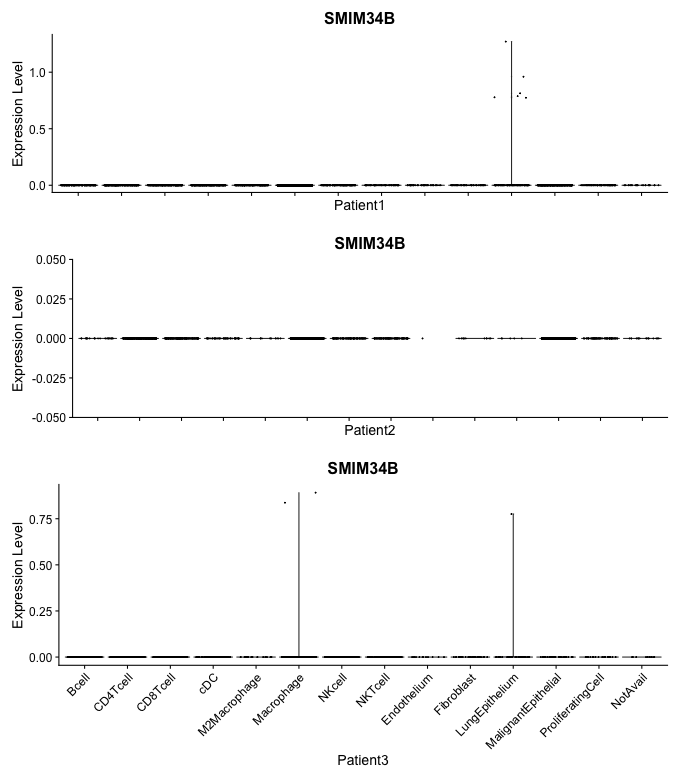 SMIM34B
Expression Level
1.0
0.5
0.0
Patient1
SMIM34B
Expression Level
0.050
0.025
0.000
-0.025
-0.050
Patient2
SMIM34B
Expression Level
0.75
0.50
0.25
0.00
Bcell
CD4Tcell
CD8Tcell
cDC
M2Macrophage
Macrophage
NKcell
NKTcell
Endothelium
Fibroblast
LungEpithelium
MalignantEpithelial
ProliferatingCell
NotAvail
Patient3